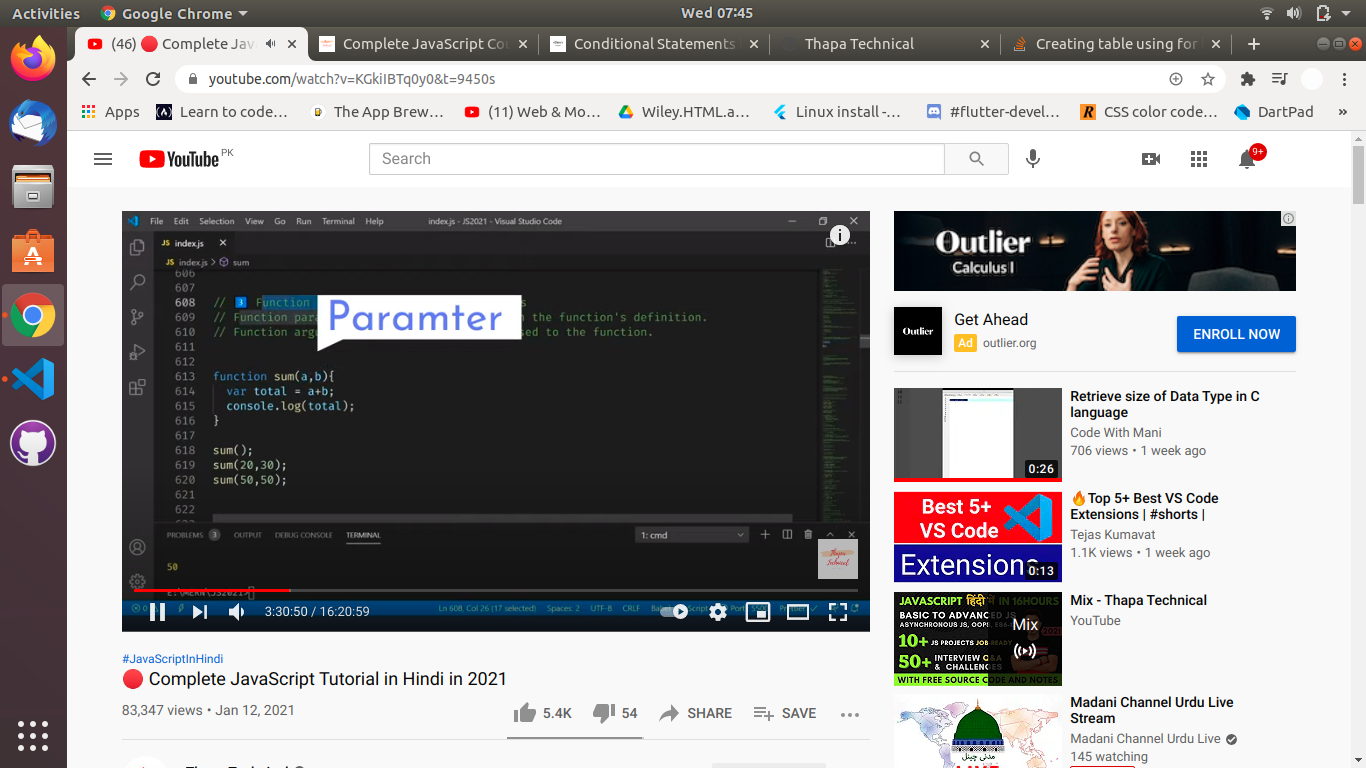 Activities
Google Chrome
Wed 07:45
(46) 🔴 Complete Jav
Complete JavaScript Cou
Conditional Statements
Thapa Technical
Creating table using for
youtube.com/watch?v=KGkiIBTq0y0&t=9450s
Apps
Learn to code…
The App Brew…
(11) Web & Mo…
Wiley.HTML.a…
Linux install -…
#flutter-devel…
CSS color code…
DartPad
»
YouTube PK
Search
9+
File Edit Selection View Go Run Terminal Help
index.js - JS2021 - Visual Studio Code
JS index.js
JS index.js > sum
606
607
608 // 3 Function
609 // Function para the function's definition.
610 // Function argu sed to the function.
Paramter
611
612
613 function sum(a,b){
614 var total = a+b;
615 console.log(total);
616 }
617
618 sum();
619 sum(20,30);
620 sum(50,50);
621
622
PROBLEMS 3 OUTPUT DEBUG CONSOLE TERMINAL
1: cmd
Thapa
Technical
50
E:\MERN\JS2021>
Ln 608, Col 26 (17 selected) Spaces: 2 UTF-8 CRLF
3:30:50 / 16:20:59
#JavaScriptInHindi
🔴 Complete JavaScript Tutorial in Hindi in 2021
83,347 views • Jan 12, 2021
5.4K
54
SHARE
SAVE
Outlier
Calculus I
Outlier
Get Ahead
Ad outlier.org
ENROLL NOW
0:26
Retrieve size of Data Type in C
language
Code With Mani
706 views • 1 week ago
Best 5+
VS Code
Extensions
0:13
🔥Top 5+ Best VS Code
Extensions | #shorts |
Tejas Kumavat
1.1K views • 1 week ago
JAVASCRIPT हिंदी में IN 16HOURS
BASIC TO ADVANCED JS
ASYNCHRONOUS JS, OOPS, ES6-
10+ JS PROJECTS JOB-READY
50+ INTERVIEW Q&A
& CHALLENGES
WITH FREE SOURCE CODE AND NOTES
Mix
Mix - Thapa Technical
YouTube
مدنی چینل
LIVE
Madani Channel Urdu Live
Stream
Madani Channel Urdu Live
145 watching